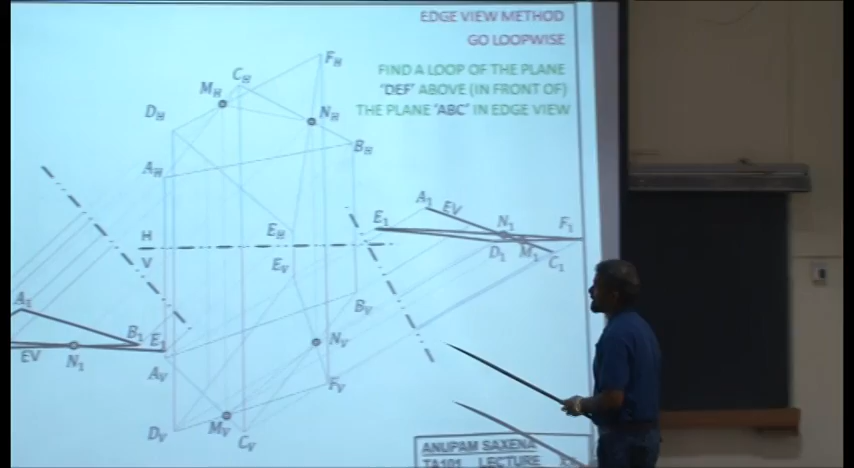 EDGE VIEW METHOD
GO LOOPWISE
FIND A LOOP OF THE PLANE
"DEF" ABOVE (IN FRONT OF)
THE PLANE "ABC" IN EDGE VIEW
F_H
C_H
M_H
D_H
N_H
B_H
A_H
A_1
EV
E_1
N_1
F_1
E_H
H
V
D_1
M_1
C_1
E_V
A_1
B_V
B_1
E_1
N_V
EV
N_1
A_V
F_V
D_V
M_V
C_V
ANUPAM SAXENA
TA101 LECTURE